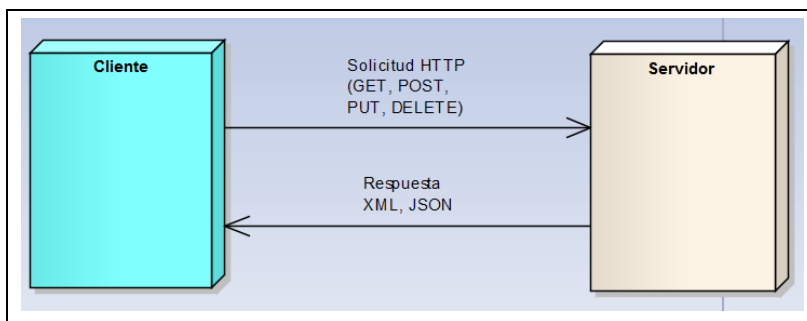 Cliente
Solicitud HTTP
(GET, POST,
PUT, DELETE)
Servidor
Respuesta
XML, JSON